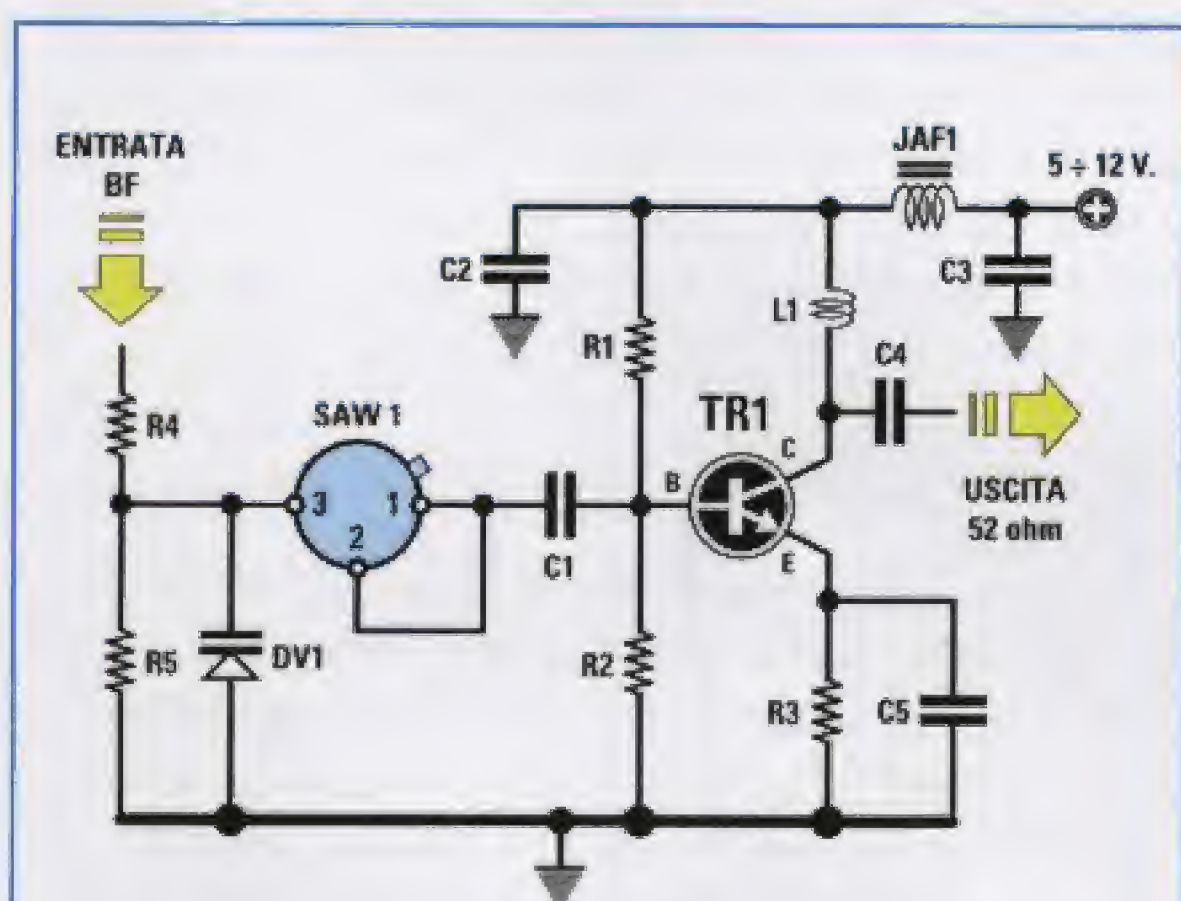 ENTRATA
BF
JAF1
5 ÷ 12 V.
C2
C3
L1
R1
C4
R4
SAW 1
TR1
C
B
3
1
2
E
USCITA
52 ohm
C1
R5
DV1
R2
R3
C5